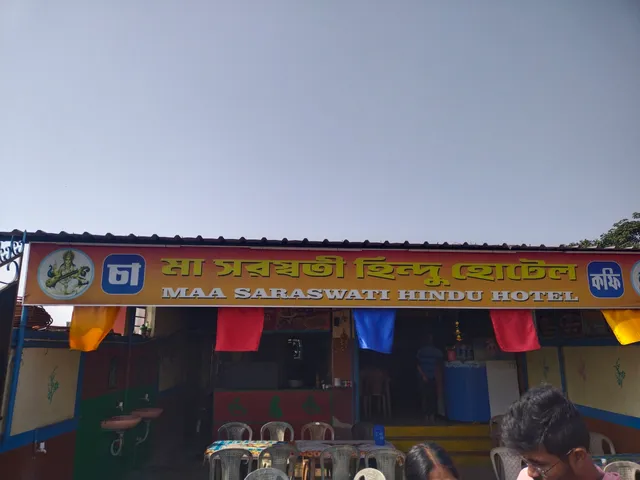 চা
মা সরস্বতী হিন্দু হোটেল
কফি
MAA SARASWATI HINDU HOTEL